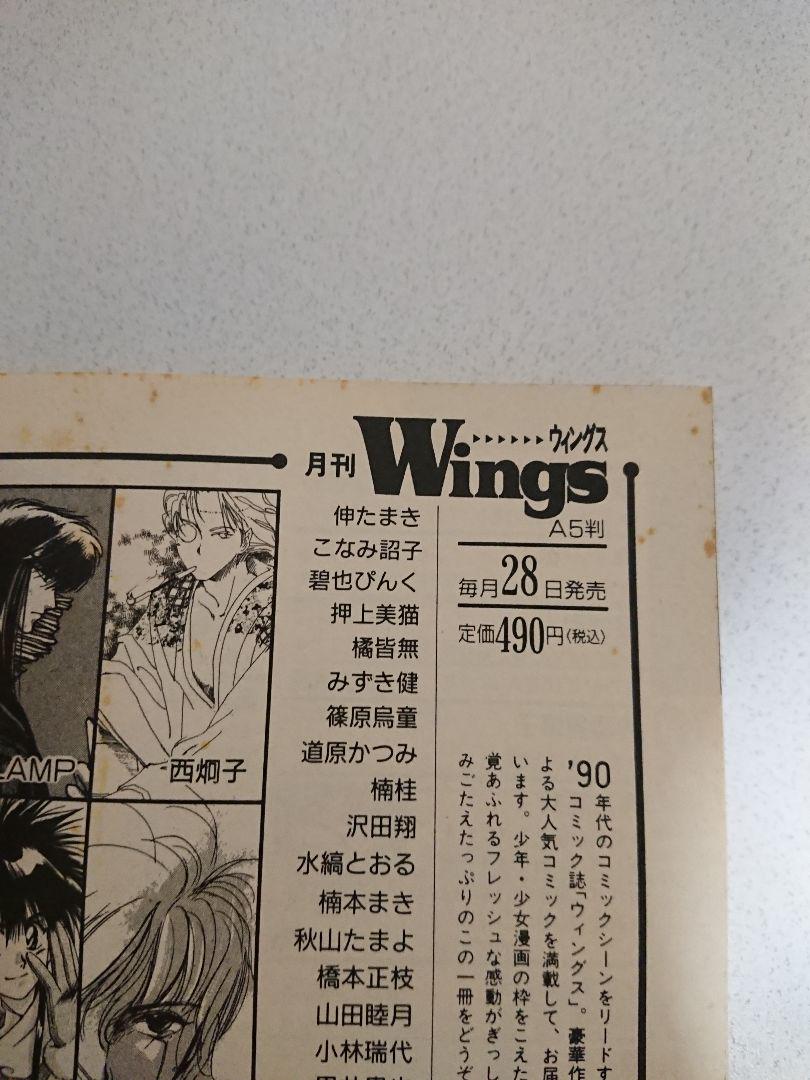 月刊 Wings ウィングス
A5判
毎月28日発売
定価490円(税込)
伸たまき
こなみ詔子
碧也ぴんく
押上美猫
橘皆無
みずき健
篠原烏童
道原かつみ
楠桂
沢田翔
水縞とおる
楠本まき
秋山たまよ
橋本正枝
山田睦月
小林瑞代
'90年代のコミックシーンをリードす
コミック誌「ウィングス」。豪華作
よる大人気コミックを満載して、お届
います。少年・少女漫画の枠をこえた
覚あふれるフレッシュな感動がぎっし
みごたえたっぷりのこの一冊をどうぞ
LAMP
西炯子